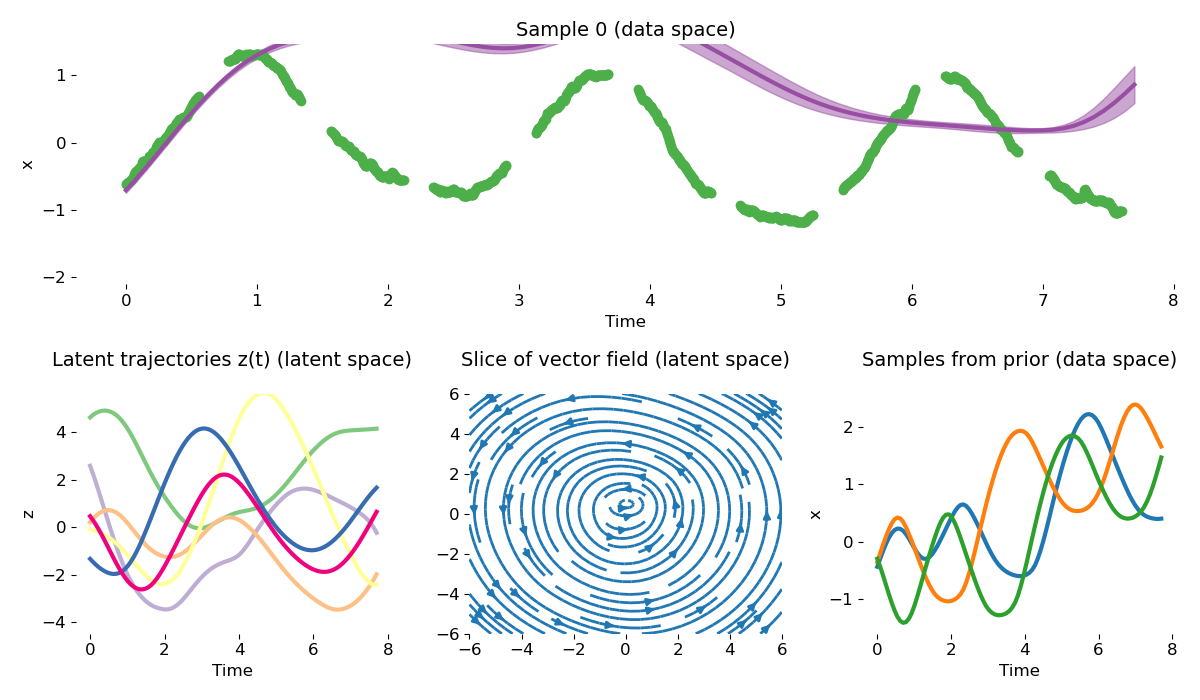 Sample 0 (data space)
1
0
−1
−2
x
0 1 2 3 4 5 6 7 8
Time
Latent trajectories z(t) (latent space)
4
2
0
−2
−4
z
0 2 4 6 8
Time
Slice of vector field (latent space)
6
4
2
0
−2
−4
−6
−6 −4 −2 0 2 4 6
Samples from prior (data space)
2
1
0
−1
x
0 2 4 6 8
Time